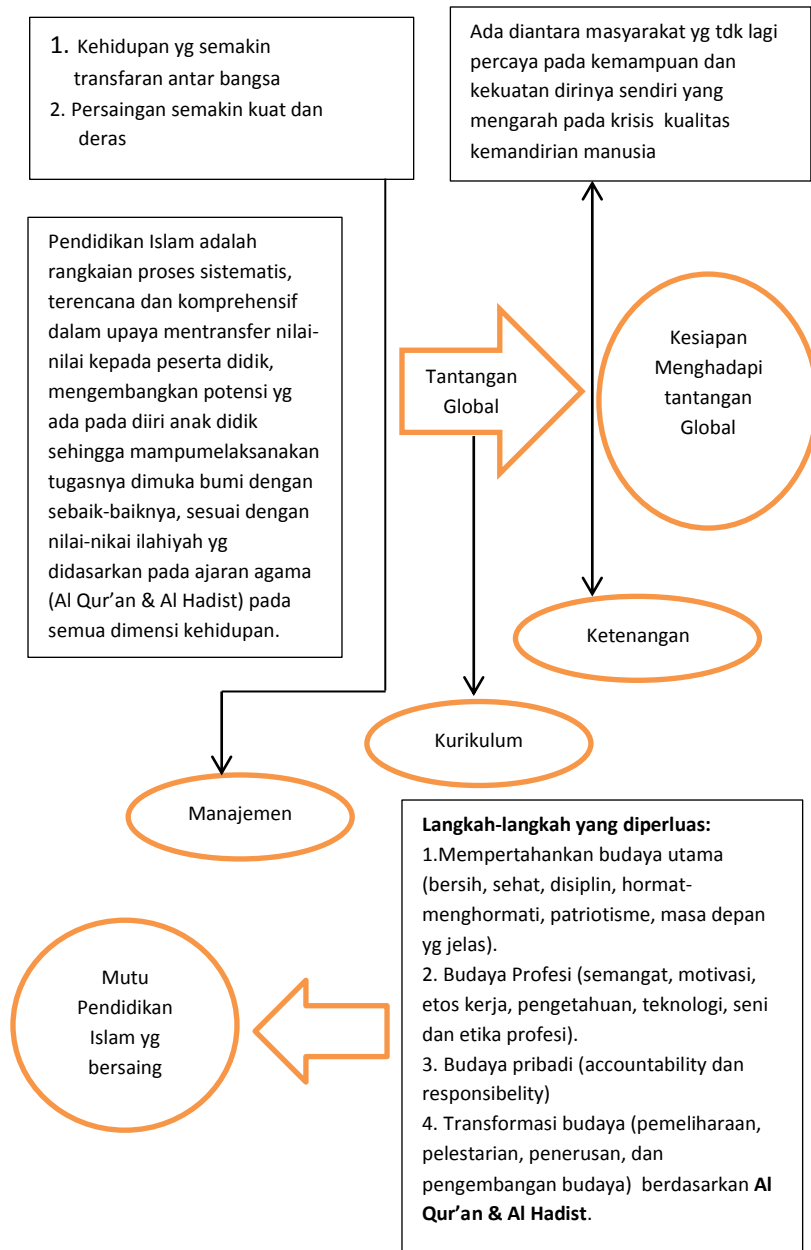 1. Kehidupan yg semakin
transfaran antar bangsa
2. Persaingan semakin kuat dan
deras
Ada diantara masyarakat yg tdk lagi
percaya pada kemampuan dan
kekuatan dirinya sendiri yang
mengarah pada krisis kualitas
kemandirian manusia
Pendidikan Islam adalah
rangkaian proses sistematis,
terencana dan komprehensif
dalam upaya mentransfer nilai-
nilai kepada peserta didik,
mengembangkan potensi yg
ada pada diiri anak didik
sehingga mampumelaksanakan
tugasnya dimuka bumi dengan
sebaik-baiknya, sesuai dengan
nilai-nikai ilahiyah yg
didasarkan pada ajaran agama
(Al Qur’an & Al Hadist) pada
semua dimensi kehidupan.
Tantangan
Global
Kesiapan
Menghadapi
tantangan
Global
Ketenangan
Kurikulum
Manajemen
Langkah-langkah yang diperluas:
1.Mempertahankan budaya utama
(bersih, sehat, disiplin, hormat-
menghormati, patriotisme, masa depan
yg jelas).
2. Budaya Profesi (semangat, motivasi,
etos kerja, pengetahuan, teknologi, seni
dan etika profesi).
3. Budaya pribadi (accountability dan
responsibelity)
4. Transformasi budaya (pemeliharaan,
pelestarian, penerusan, dan
pengembangan budaya) berdasarkan Al
Qur’an & Al Hadist.
Mutu
Pendidikan
Islam yg
bersaing